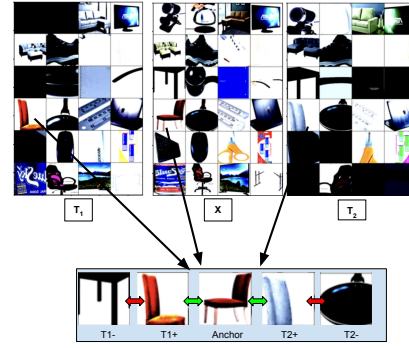 T1
X
T2
T1-
T1+
Anchor
T2+
T2-